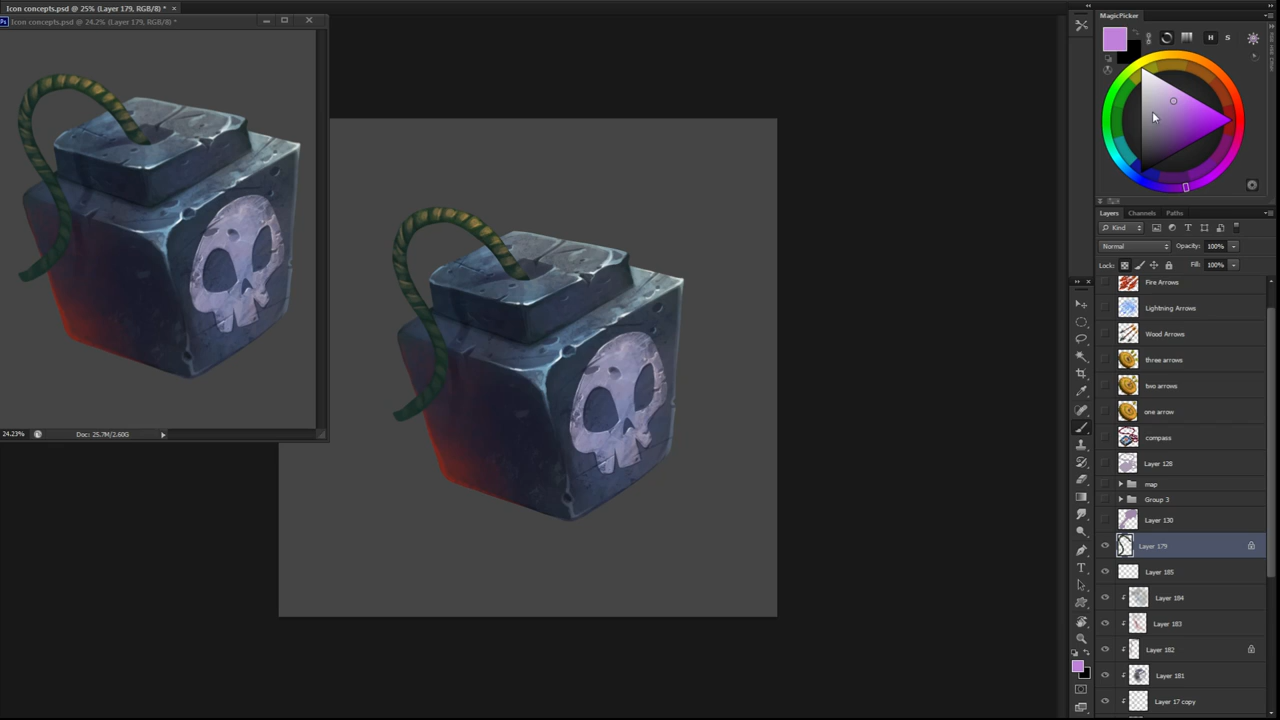 Icon concepts.psd @ 25% (Layer 179, RGB/8) * ×
Ps Icon concepts.psd @ 24.2% (Layer 179, RGB/8) *
24.23% Doc: 25.7M/2.60G
MagicPicker
H S
Layers Channels Paths
Kind
Normal Opacity: 100%
Lock: Fill: 100%
Fire Arrows
Lightning Arrows
Wood Arrows
three arrows
two arrows
one arrow
compass
Layer 128
map
Group 3
Layer 130
Layer 179
Layer 185
Layer 184
Layer 183
Layer 182
Layer 181
Layer 17 copy